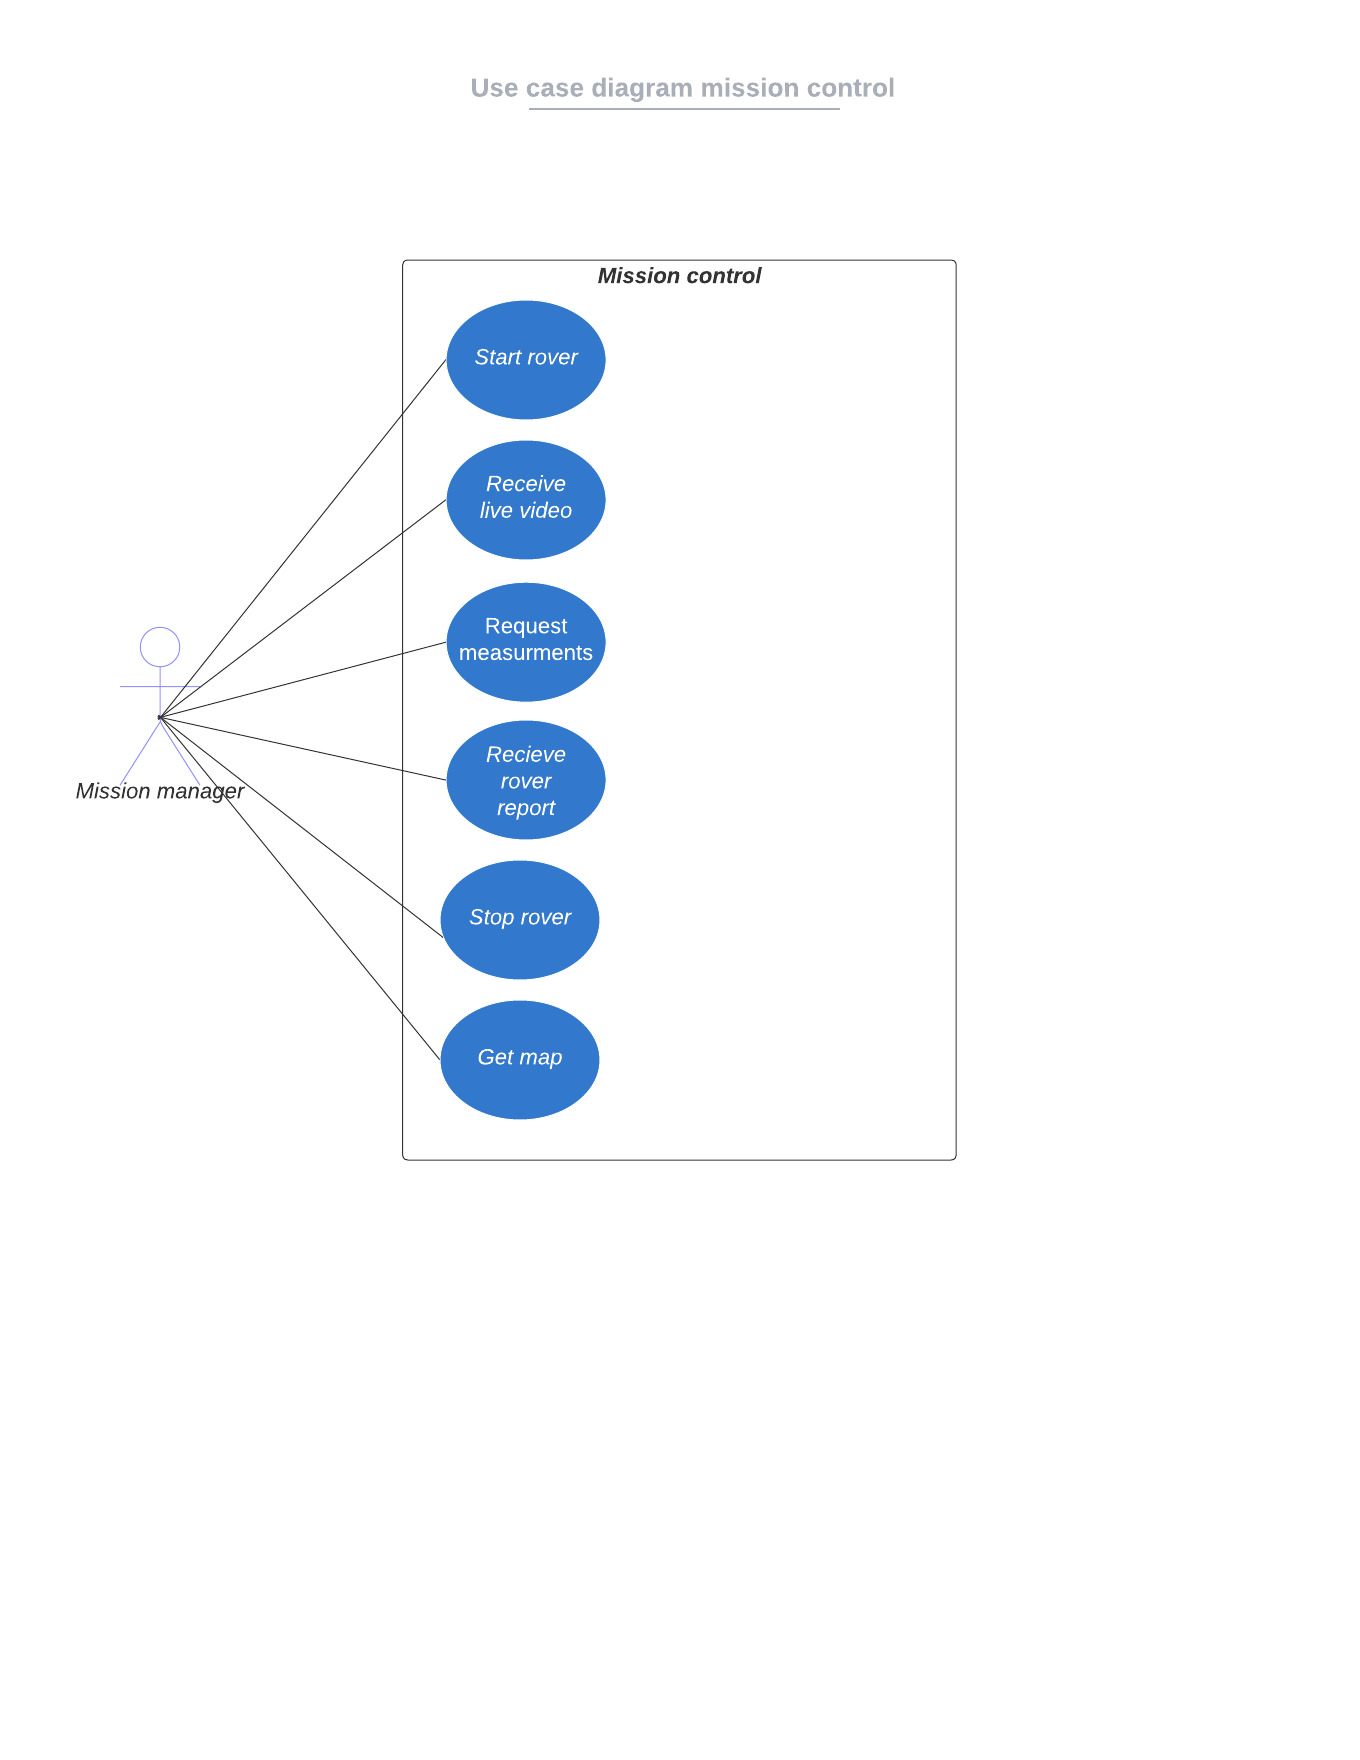 Use case diagram mission control
Mission control
Start rover
Receive
live video
Request
measurments
Recieve
rover
report
Mission manager
Stop rover
Get map